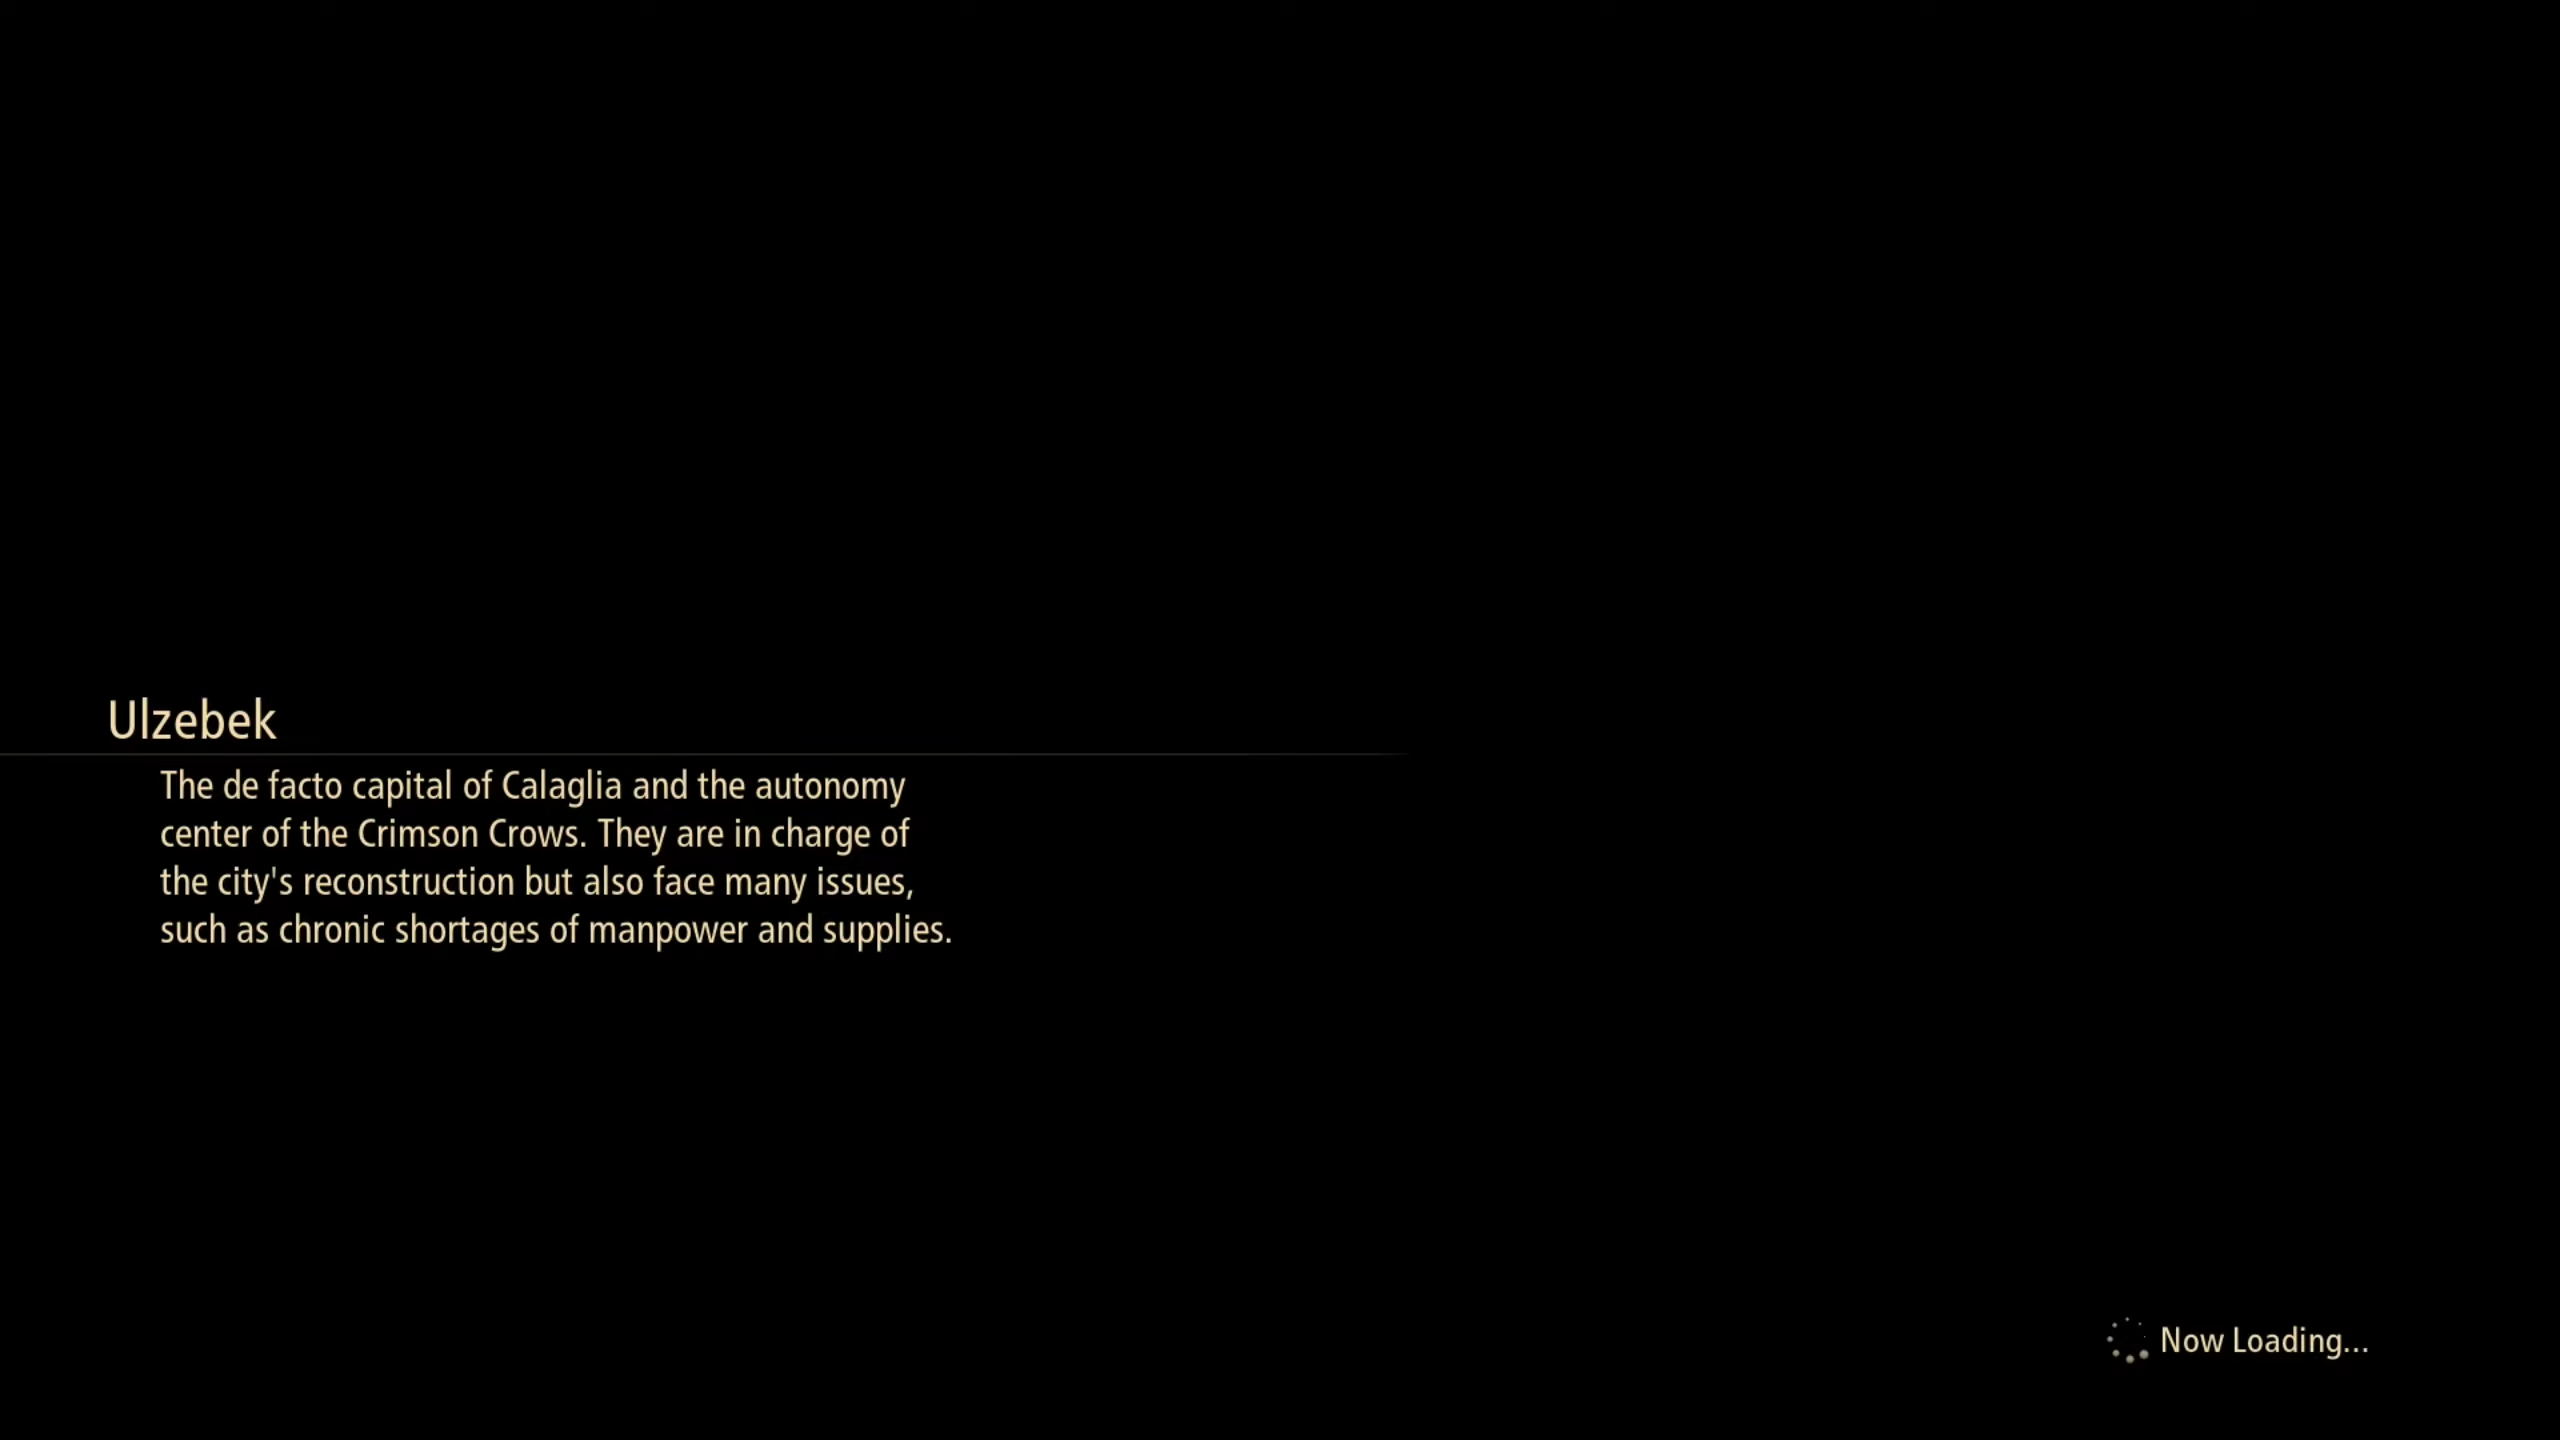 Ulzebek
The de facto capital of Calaglia and the autonomy
center of the Crimson Crows. They are in charge of
the city's reconstruction but also face many issues,
such as chronic shortages of manpower and supplies.
Now Loading...